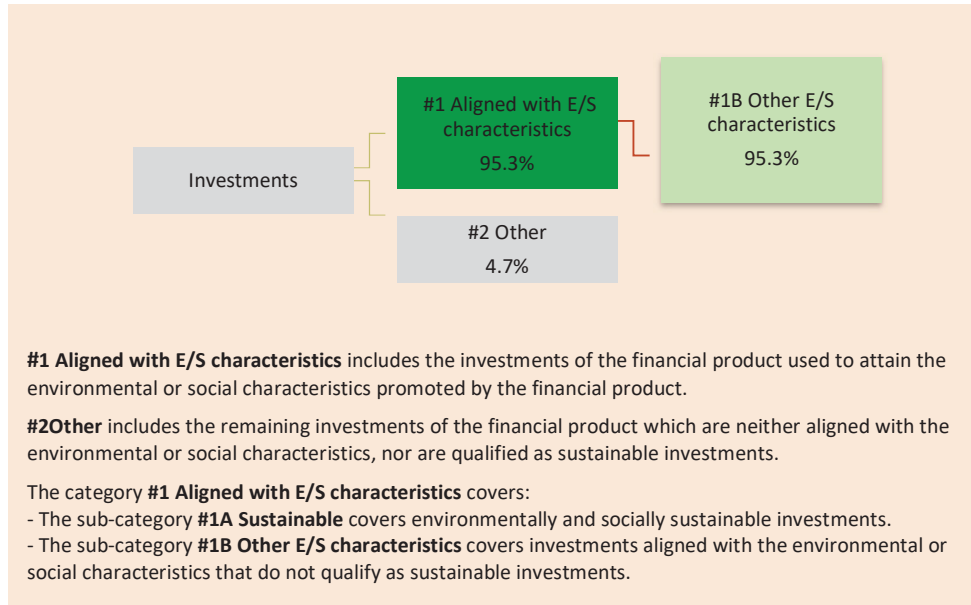 #1 Aligned with E/S
characteristics
95.3%
#1B Other E/S
characteristics
95.3%
Investments
#2 Other
4.7%
#1 Aligned with E/S characteristics includes the investments of the financial product used to attain the
environmental or social characteristics promoted by the financial product.
#2Other includes the remaining investments of the financial product which are neither aligned with the
environmental or social characteristics, nor are qualified as sustainable investments.
The category #1 Aligned with E/S characteristics covers:
- The sub-category #1A Sustainable covers environmentally and socially sustainable investments.
- The sub-category #1B Other E/S characteristics covers investments aligned with the environmental or
social characteristics that do not qualify as sustainable investments.